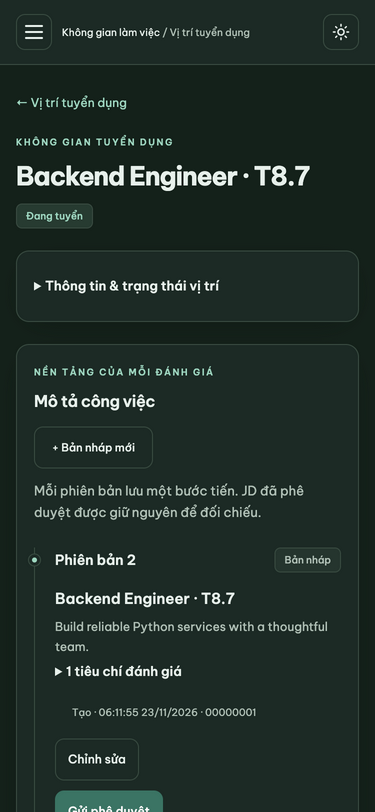 Không gian làm việc / Vị trí tuyển dụng
← Vị trí tuyển dụng
KHÔNG GIAN TUYỂN DỤNG
Backend Engineer · T8.7
Đang tuyển
▶ Thông tin & trạng thái vị trí
NỀN TẢNG CỦA MỖI ĐÁNH GIÁ
Mô tả công việc
+ Bản nháp mới
Mỗi phiên bản lưu một bước tiến. JD đã phê
duyệt được giữ nguyên để đối chiếu.
Phiên bản 2
Bản nháp
Backend Engineer · T8.7
Build reliable Python services with a thoughtful
team.
▶ 1 tiêu chí đánh giá
Tạo · 06:11:55 23/11/2026 · 00000001
Chỉnh sửa
Gửi phê duyệt